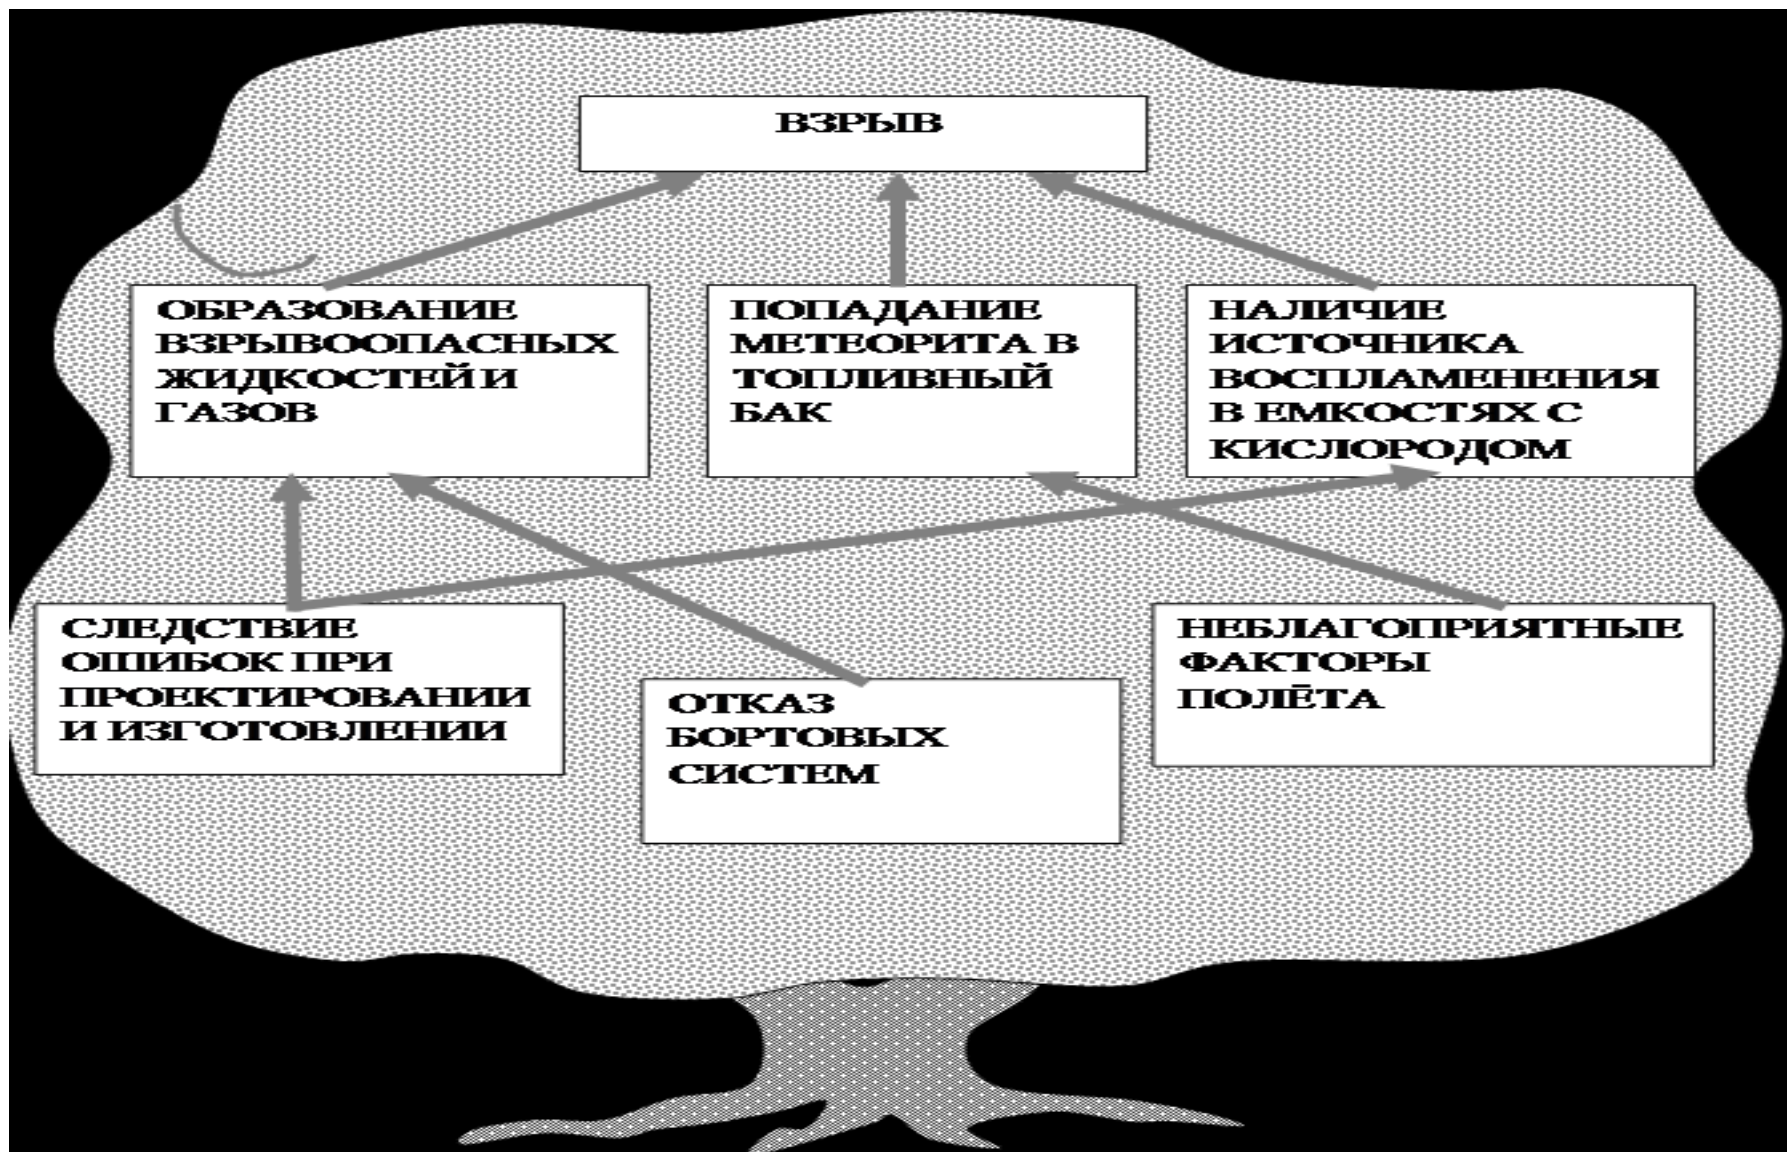 ВЗРЫВ
ОБРАЗОВАНИЕ
ВЗРЫВООПАСНЫХ
ЖИДКОСТЕЙ И
ГАЗОВ
ПОПАДАНИЕ
МЕТЕОРИТА В
ТОПЛИВНЫЙ
БАК
НАЛИЧИЕ
ИСТОЧНИКА
ВОСПЛАМЕНЕНИЯ
В ЕМКОСТЯХ С
КИСЛОРОДОМ
СЛЕДСТВИЕ
ОШИБОК ПРИ
ПРОЕКТИРОВАНИИ
И ИЗГОТОВЛЕНИИ
ОТКАЗ
БОРТОВЫХ
СИСТЕМ
НЕБЛАГОПРИЯТНЫЕ
ФАКТОРЫ
ПОЛЁТА